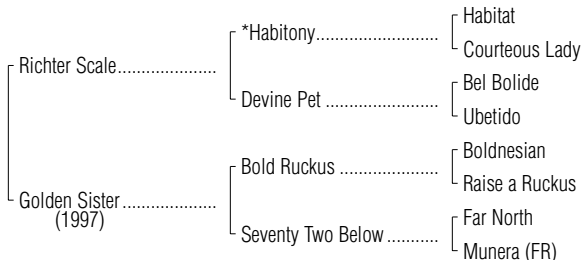 Habitat
*Habitony
Courteous Lady
Richter Scale
Bel Bolide
Devine Pet
Ubetido
Boldnesian
Bold Ruckus
Raise a Ruckus
Golden Sister
(1997)
Far North
Seventy Two Below
Munera (FR)